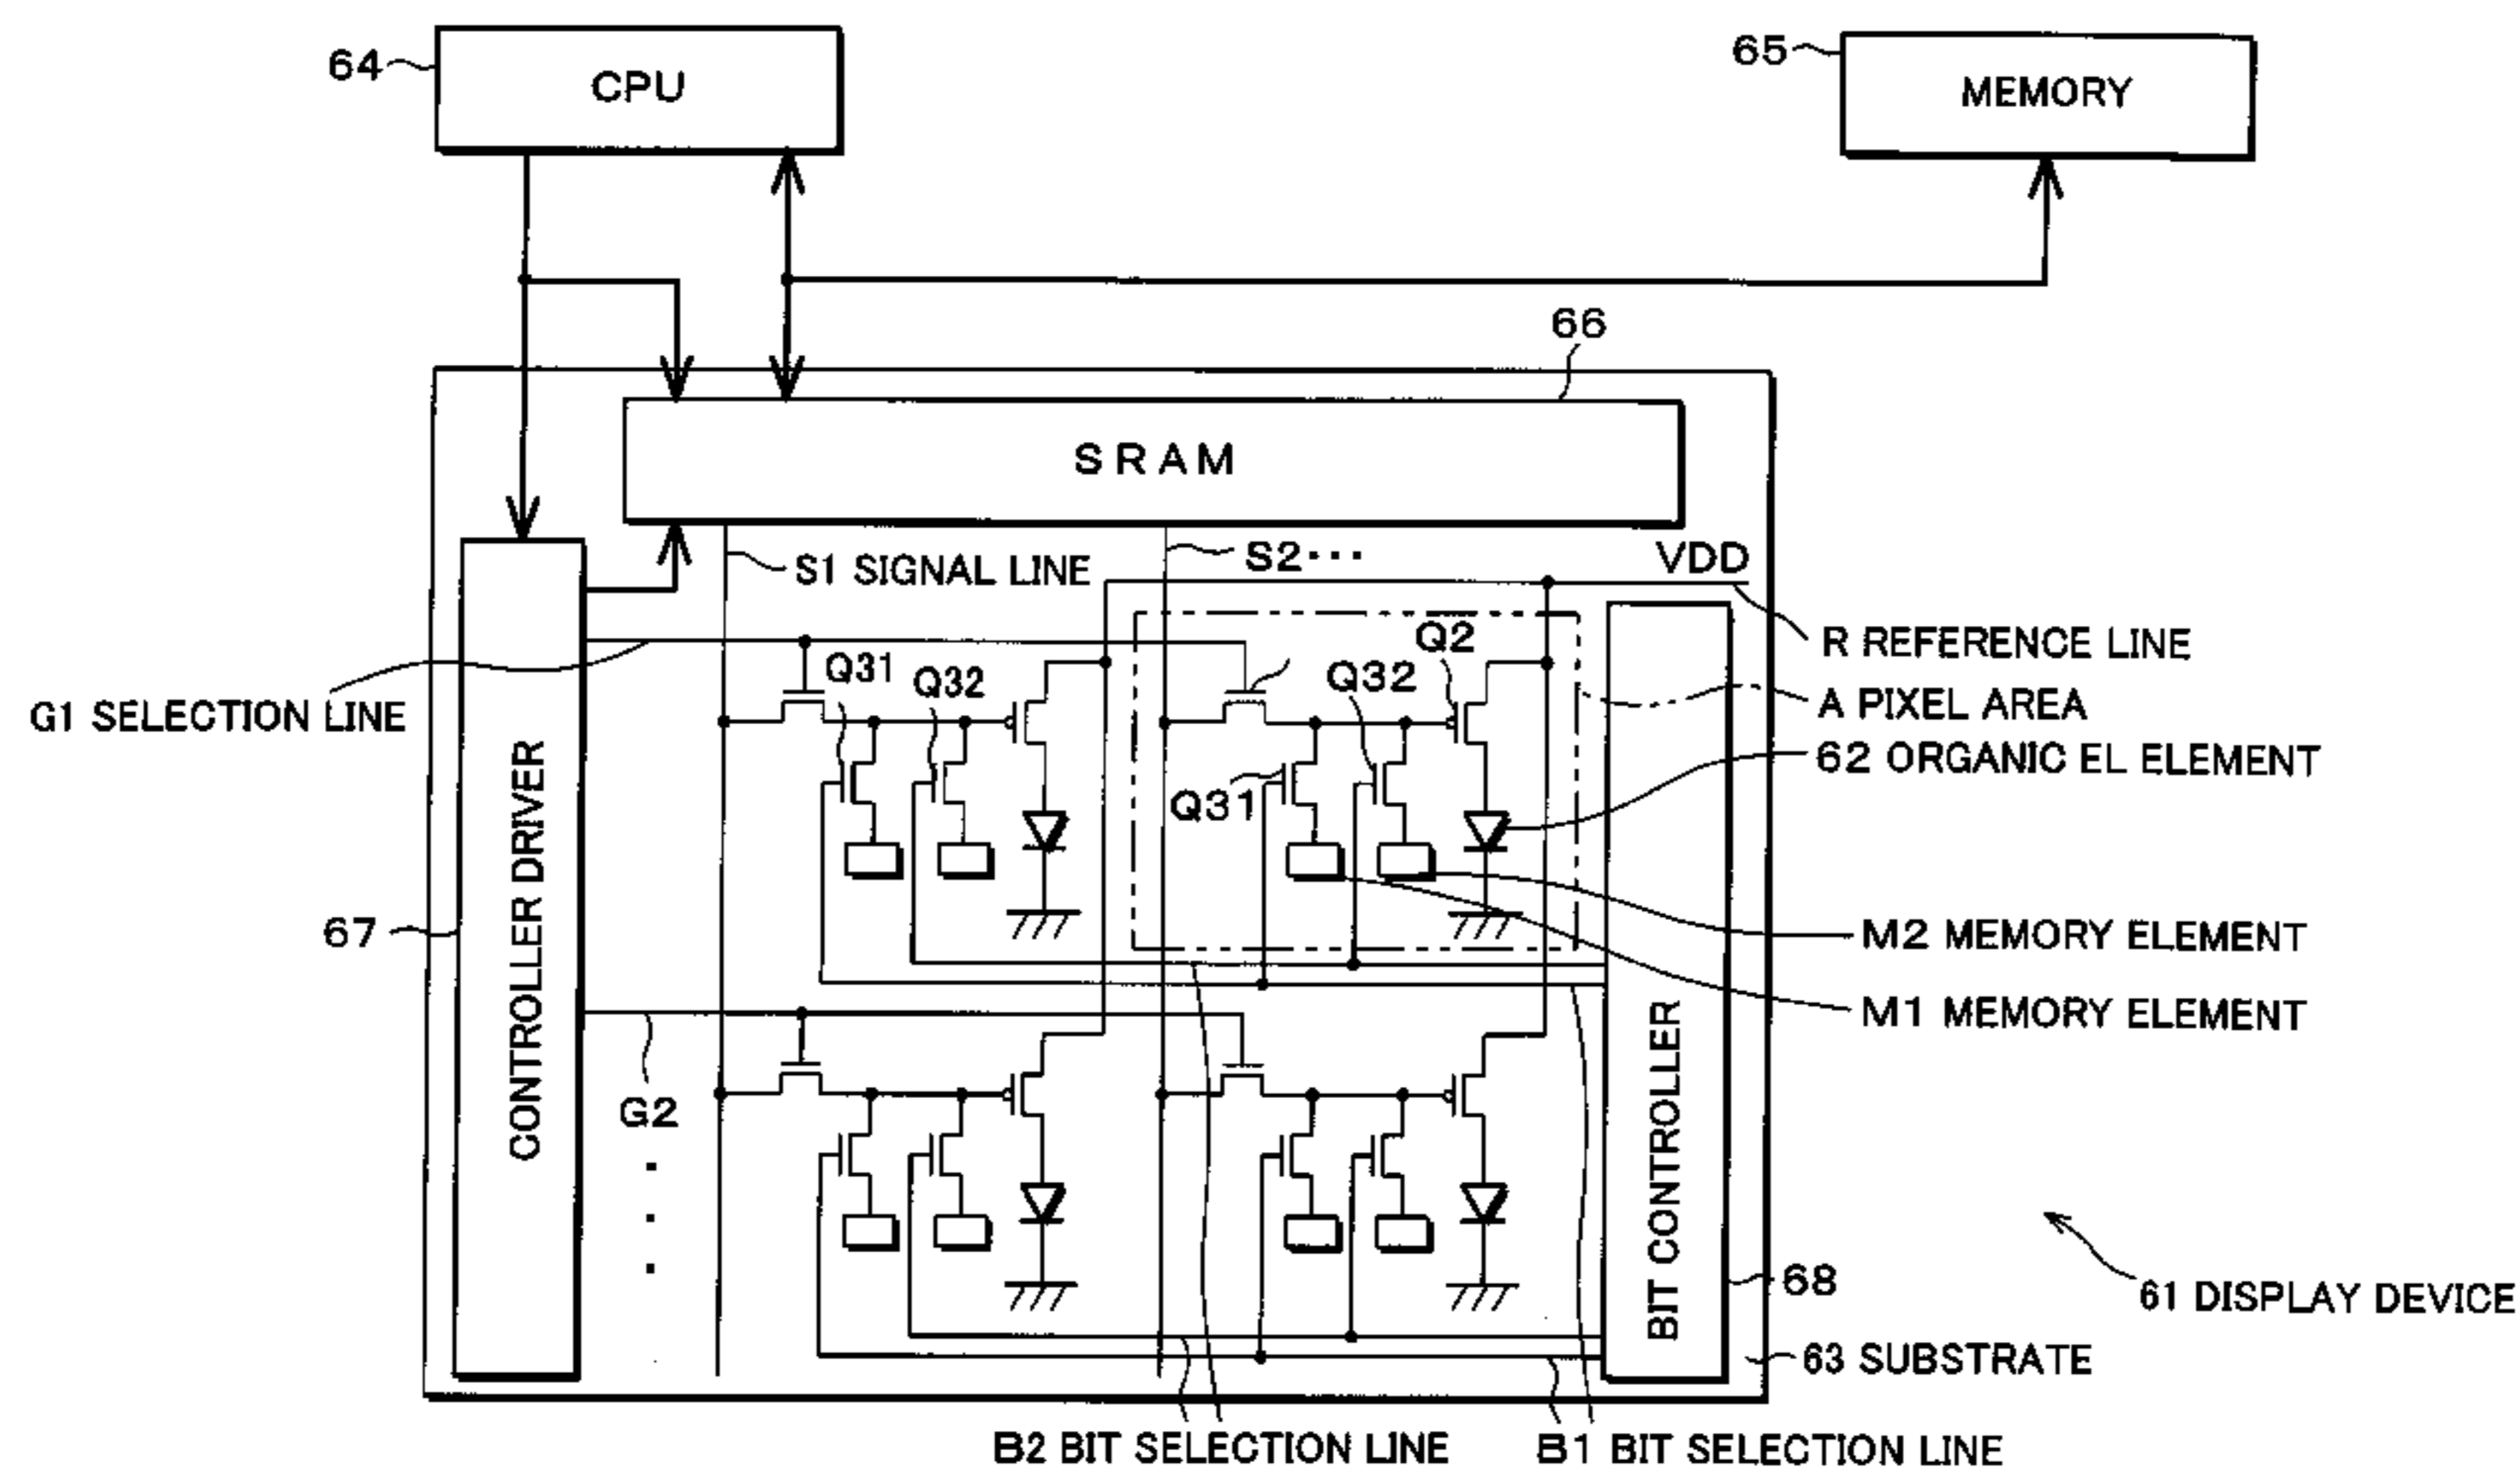 64
CPU
65
MEMORY
66
SRAM
S1 SIGNAL LINE
S2···
VDD
R REFERENCE LINE
Q31
Q32
Q32
Q2
G1 SELECTION LINE
A PIXEL AREA
62 ORGANIC EL ELEMENT
Q31
CONTROLLER DRIVER
67
M2 MEMORY ELEMENT
M1 MEMORY ELEMENT
G2
BIT CONTROLLER
68
61 DISPLAY DEVICE
63 SUBSTRATE
B2 BIT SELECTION LINE
B1 BIT SELECTION LINE